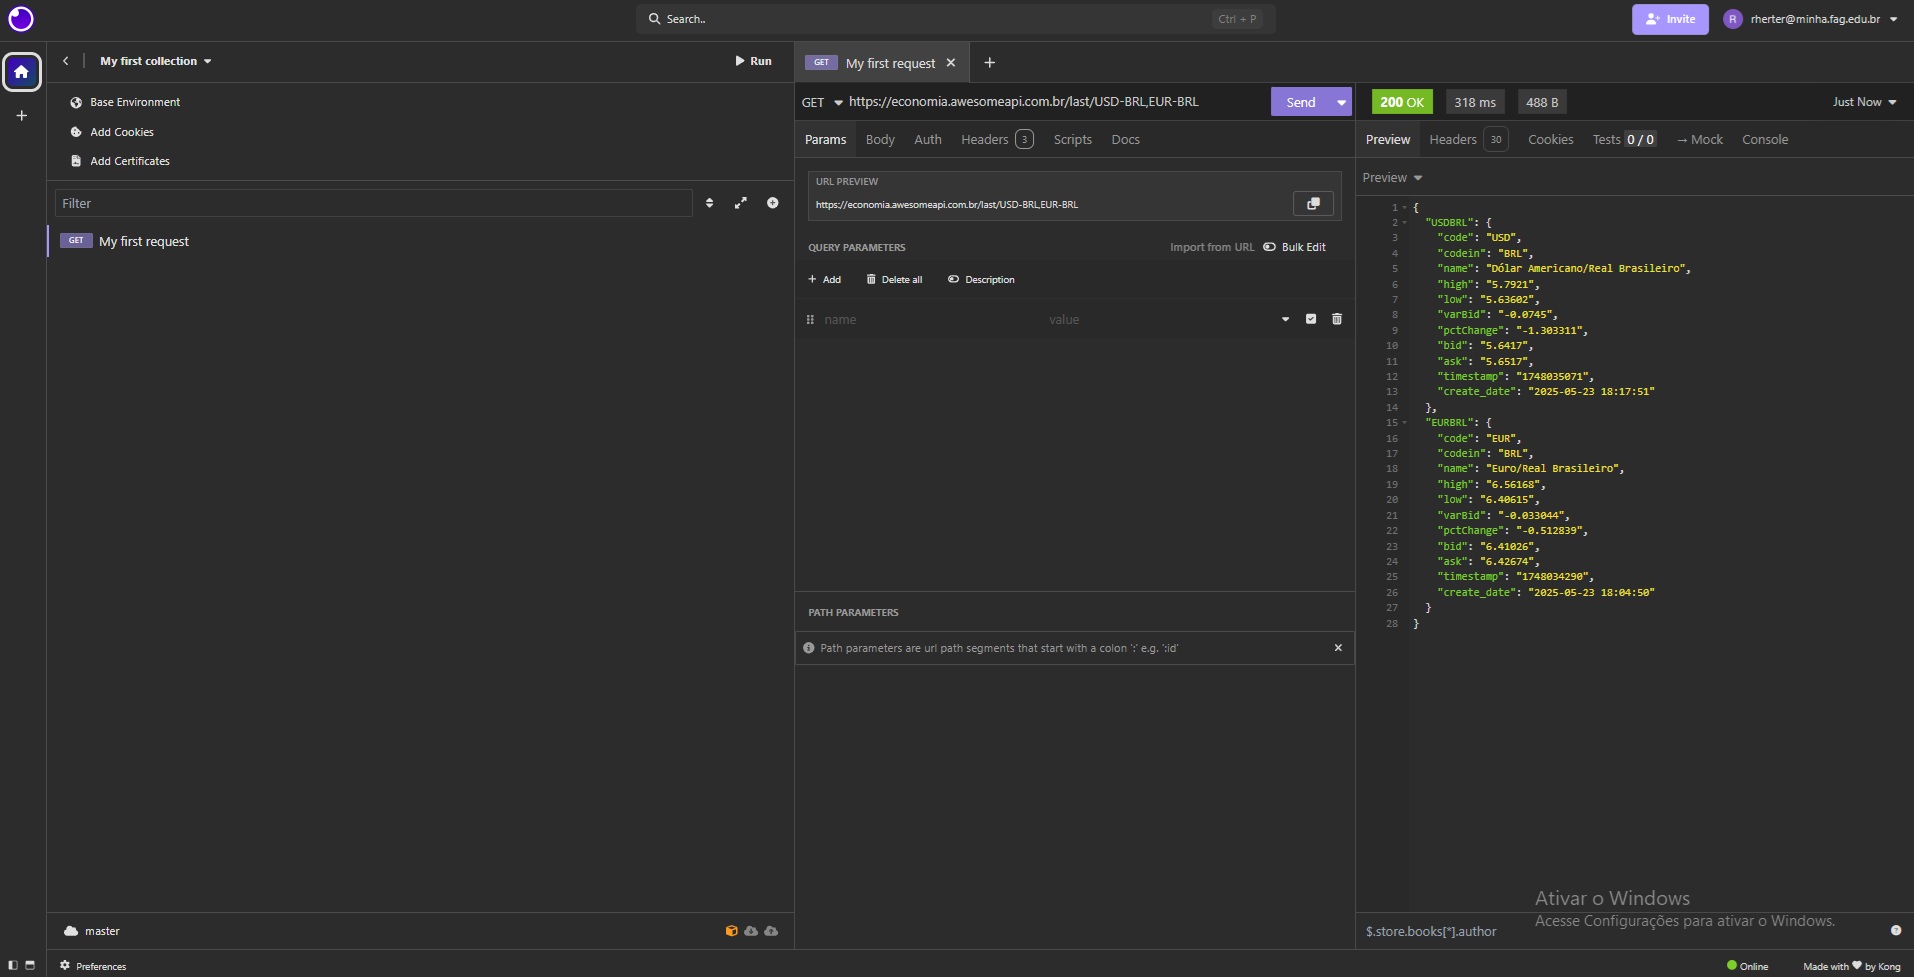 Search..
Ctrl + P
Invite
R
rherter@minha.fag.edu.br
My first collection
Run
Base Environment
Add Cookies
Add Certificates
Filter
GET My first request
master
Preferences
GET My first request
GET https://economia.awesomeapi.com.br/last/USD-BRL,EUR-BRL Send
Params Body Auth Headers 3 Scripts Docs
URL PREVIEW
https://economia.awesomeapi.com.br/last/USD-BRL,EUR-BRL
QUERY PARAMETERS Import from URL Bulk Edit
Add Delete all Description
name value
PATH PARAMETERS
Path parameters are url path segments that start with a colon ':' e.g. ':id'
200 OK 318 ms 488 B Just Now
Preview Headers 30 Cookies Tests 0 / 0 → Mock Console
Preview
1 {
2 "USDBRL": {
3 "code": "USD",
4 "codein": "BRL",
5 "name": "Dólar Americano/Real Brasileiro",
6 "high": "5.7921",
7 "low": "5.63602",
8 "varBid": "-0.0745",
9 "pctChange": "-1.303311",
10 "bid": "5.6417",
11 "ask": "5.6517",
12 "timestamp": "1748035071",
13 "create_date": "2025-05-23 18:17:51"
14 },
15 "EURBRL": {
16 "code": "EUR",
17 "codein": "BRL",
18 "name": "Euro/Real Brasileiro",
19 "high": "6.56168",
20 "low": "6.40615",
21 "varBid": "-0.033044",
22 "pctChange": "-0.512839",
23 "bid": "6.41026",
24 "ask": "6.42674",
25 "timestamp": "1748034290",
26 "create_date": "2025-05-23 18:04:50"
27 }
28 }
Ativar o Windows
Acesse Configurações para ativar o Windows.
$.store.books[*].author
Online
Made with ♥ by Kong